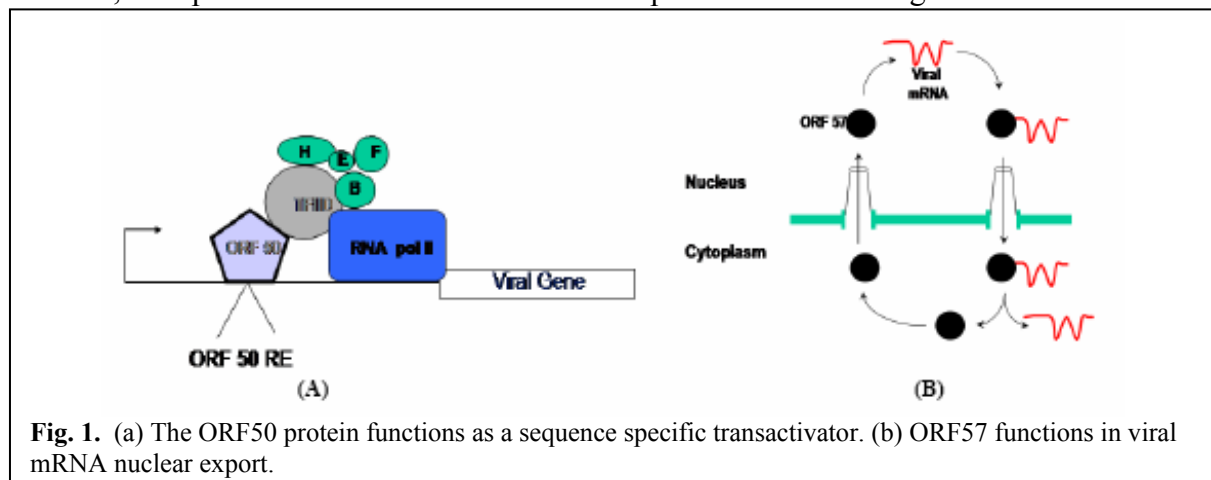 H
E
F
B
ORF 50
RNA pol II
Viral Gene
ORF 50 RE
(A)
Viral
mRNA
ORF 57
Nucleus
Cytoplasm
(B)
Fig. 1. (a) The ORF50 protein functions as a sequence specific transactivator. (b) ORF57 functions in viral
mRNA nuclear export.